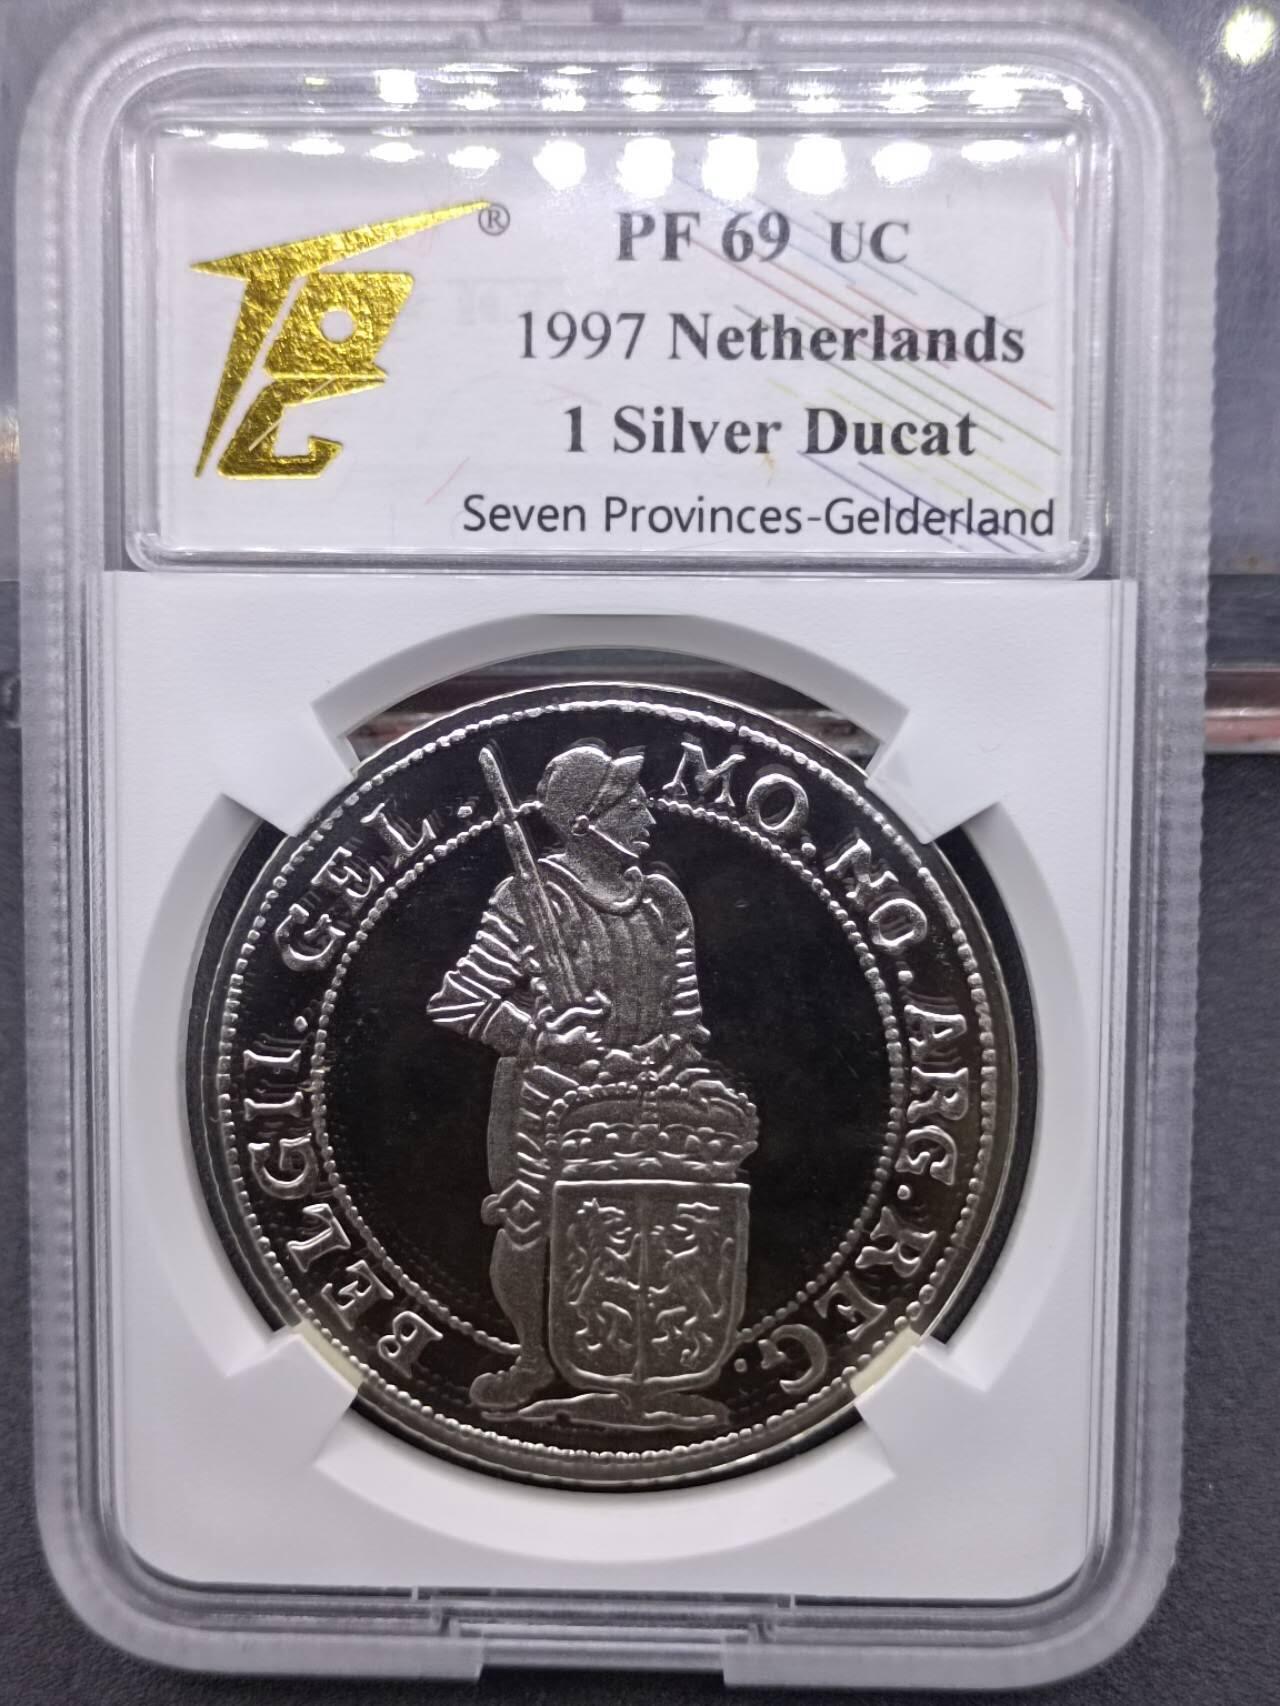 ®
PF 69 UC
1997 Netherlands
1 Silver Ducat
Seven Provinces-Gelderland
MO. NO. ARG. REG. BELGII. GEL.